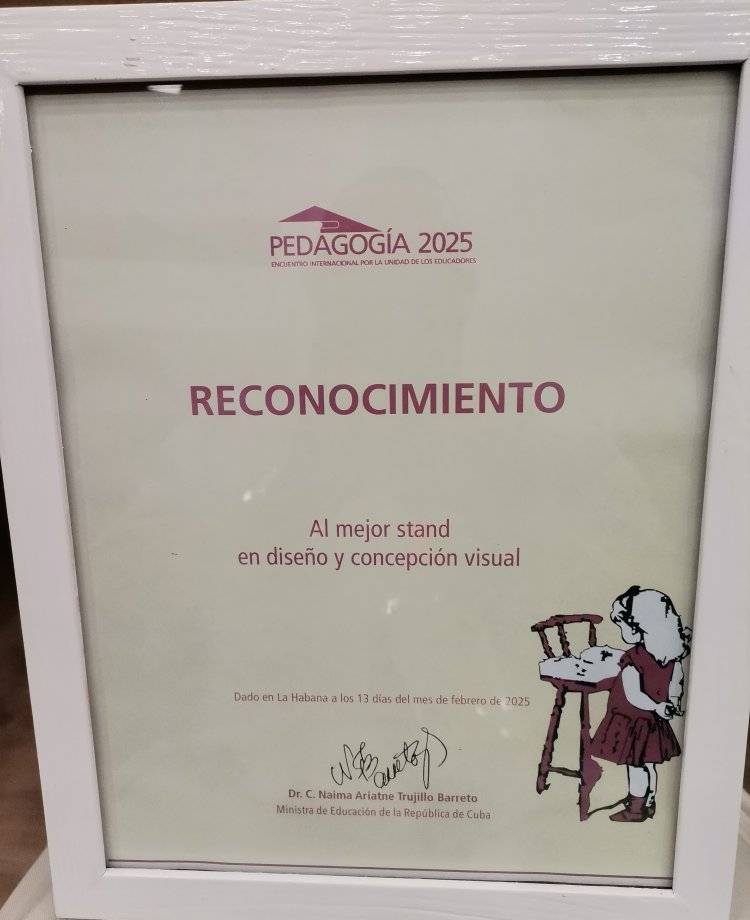 PEDAGOGÍA 2025
ENCUENTRO INTERNACIONAL POR LA UNIDAD DE LOS EDUCADORES
RECONOCIMIENTO
Al mejor stand
en diseño y concepción visual
Dado en La Habana a los 13 días del mes de febrero de 2025
Dr. C. Naima Ariatne Trujillo Barreto
Ministra de Educación de la República de Cuba